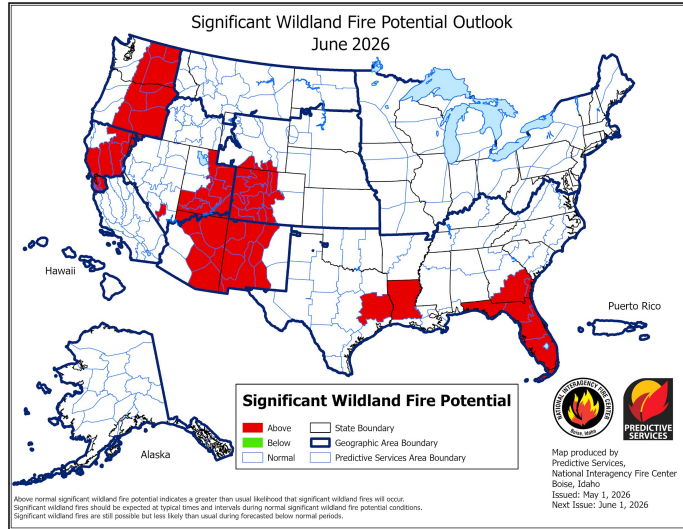 Significant Wildland Fire Potential Outlook
June 2026
Hawaii
Puerto Rico
Alaska
Significant Wildland Fire Potential
Above
Below
Normal
State Boundary
Geographic Area Boundary
Predictive Services Area Boundary
NATIONAL INTERAGENCY FIRE CENTER
Boise, Idaho
PREDICTIVE
SERVICES
Map produced by
Predictive Services,
National Interagency Fire Center
Boise, Idaho
Issued: May 1, 2026
Next Issue: June 1, 2026
Above normal significant wildland fire potential indicates a greater than usual likelihood that significant wildland fires will occur.
Significant wildland fires should be expected at typical times and intervals during normal significant wildland fire potential conditions.
Significant wildland fires are still possible but less likely than usual during forecasted below normal periods.